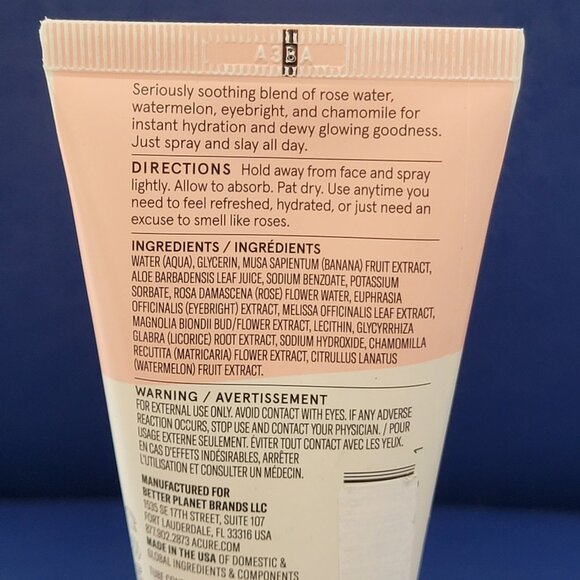 A3BA
Seriously soothing blend of rose water,
watermelon, eyebright, and chamomile for
instant hydration and dewy glowing goodness.
Just spray and slay all day.
DIRECTIONS Hold away from face and spray
lightly. Allow to absorb. Pat dry. Use anytime you
need to feel refreshed, hydrated, or just need an
excuse to smell like roses.
INGREDIENTS / INGRÉDIENTS
WATER (AQUA), GLYCERIN, MUSA SAPIENTUM (BANANA) FRUIT EXTRACT,
ALOE BARBADENSIS LEAF JUICE, SODIUM BENZOATE, POTASSIUM
SORBATE, ROSA DAMASCENA (ROSE) FLOWER WATER, EUPHRASIA
OFFICINALIS (EYEBRIGHT) EXTRACT, MELISSA OFFICINALIS LEAF EXTRACT,
MAGNOLIA BIONDII BUD/FLOWER EXTRACT, LECITHIN, GLYCYRRHIZA
GLABRA (LICORICE) ROOT EXTRACT, SODIUM HYDROXIDE, CHAMOMILLA
RECUTITA (MATRICARIA) FLOWER EXTRACT, CITRULLUS LANATUS
(WATERMELON) FRUIT EXTRACT.
WARNING / AVERTISSEMENT
FOR EXTERNAL USE ONLY. AVOID CONTACT WITH EYES. IF ANY ADVERSE
REACTION OCCURS, STOP USE AND CONTACT YOUR PHYSICIAN. / POUR
USAGE EXTERNE SEULEMENT. ÉVITER TOUT CONTACT AVEC LES YEUX.
EN CAS D'EFFETS INDÉSIRABLES, ARRÊTER
L'UTILISATION ET CONSULTER UN MÉDECIN.
MANUFACTURED FOR
BETTER PLANET BRANDS LLC
1535 SE 17TH STREET, SUITE 107
FORT LAUDERDALE, FL 33316 USA
877.902.2873 ACURE.COM
MADE IN THE USA OF DOMESTIC &
GLOBAL INGREDIENTS & COMPONENTS
TUBE
1